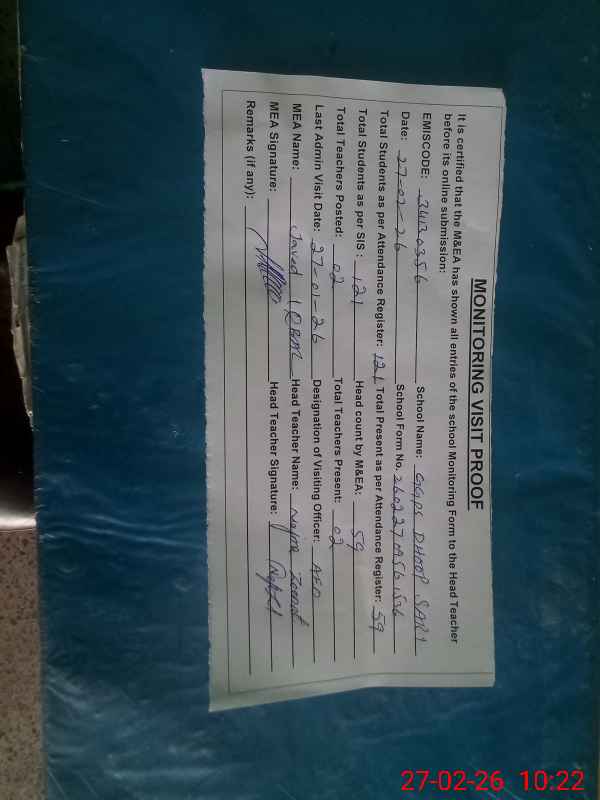 MONITORING VISIT PROOF
It is certified that the M&EA has shown all entries of the school Monitoring Form to the Head Teacher
before its online submission:
EMISCODE: 34130356 School Name: GGPS DHOOP SARI
Date: 27-02-26 School Form No.
Total Students as per Attendance Register: 121 Total Present as per Attendance Register: 59
Total Students as per SIS : 121 Head count by M&EA: 59
Total Teachers Posted: 02 Total Teachers Present: 02
Last Admin Visit Date: 27-01-26 Designation of Visiting Officer: AEO
MEA Name: Javed Head Teacher Name:
MEA Signature: Head Teacher Signature:
Remarks (if any):
27-02-26 10:22